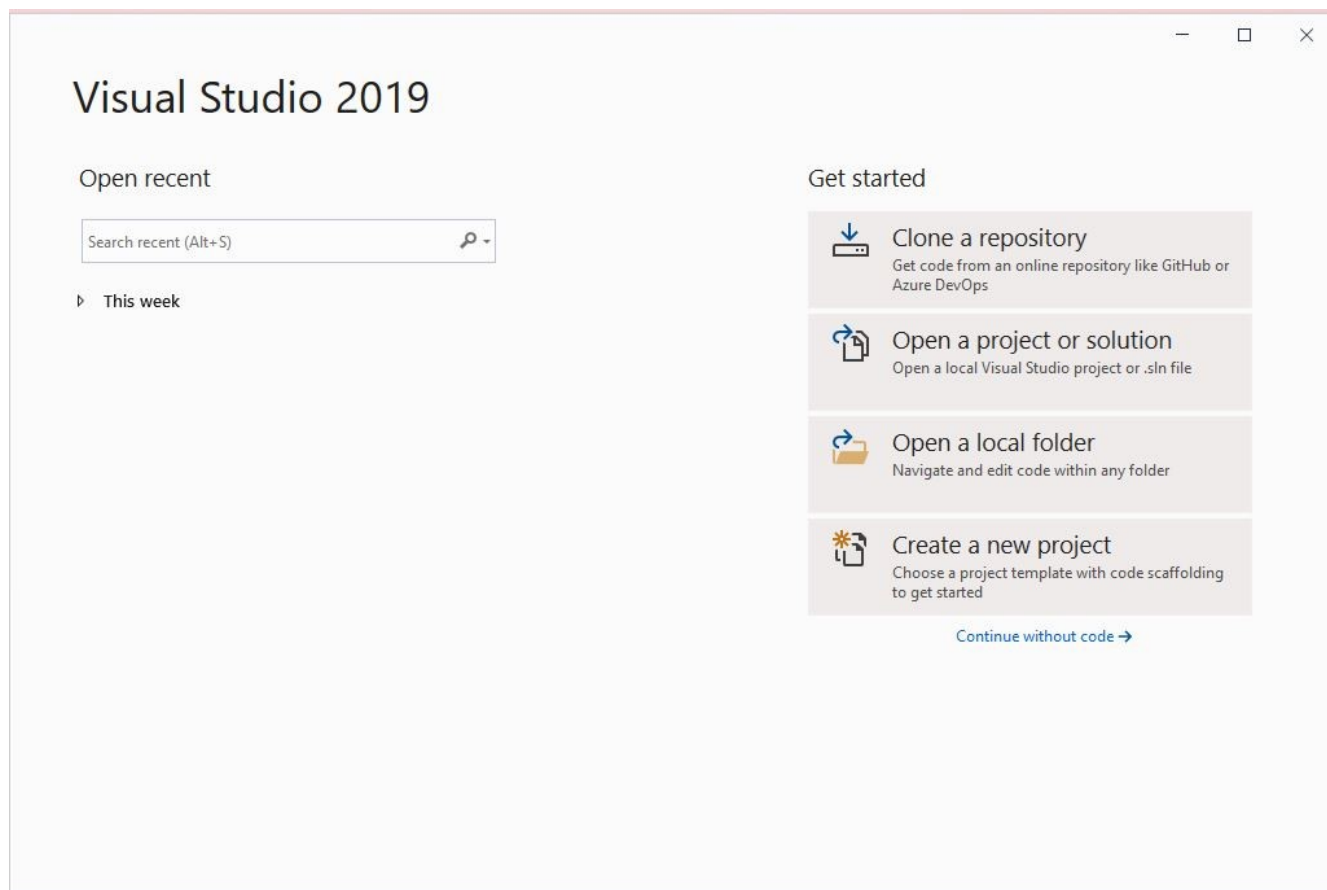 Visual Studio 2019
Open recent
Search recent (Alt+S)
This week
Get started
Clone a repository
Get code from an online repository like GitHub or
Azure DevOps
Open a project or solution
Open a local Visual Studio project or .sln file
Open a local folder
Navigate and edit code within any folder
Create a new project
Choose a project template with code scaffolding
to get started
Continue without code →